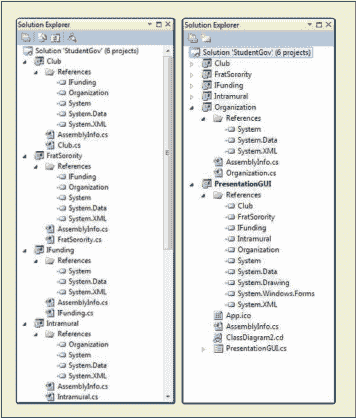 Solution Explorer
Solution 'StudentGov' (6 projects)
Club
References
IFunding
Organization
System
System.Data
System.XML
AssemblyInfo.cs
Club.cs
FratSorority
References
IFunding
Organization
System
System.Data
System.XML
AssemblyInfo.cs
FratSorority.cs
IFunding
References
System
System.Data
System.XML
AssemblyInfo.cs
IFunding.cs
Intramural
References
Organization
System
System.Data
System.XML
AssemblyInfo.cs
Intramural.cs
Solution Explorer
Solution 'StudentGov' (6 projects)
Club
FratSorority
IFunding
Intramural
Organization
References
System
System.Data
System.XML
AssemblyInfo.cs
Organization.cs
PresentationGUI
References
Club
FratSorority
IFunding
Intramural
Organization
System
System.Data
System.Drawing
System.Windows.Forms
System.XML
App.ico
AssemblyInfo.cs
ClassDiagram2.cd
PresentationGUI.cs